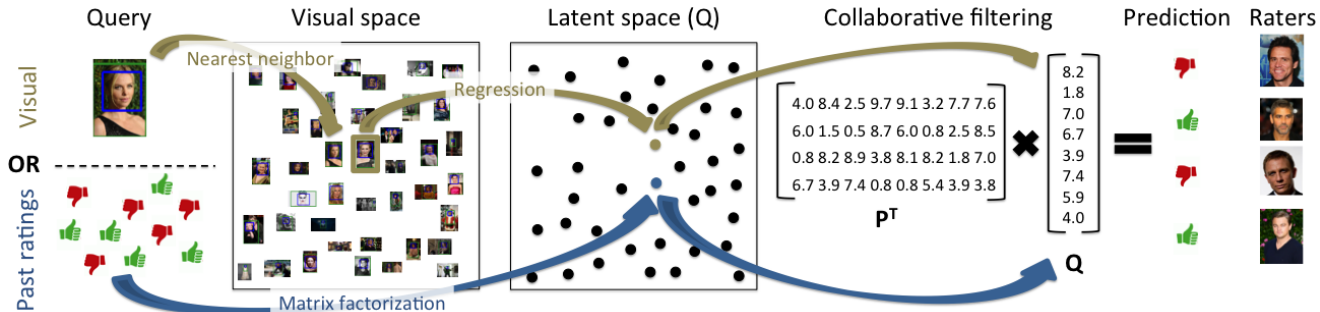 Query
Visual space
Latent space (Q)
Collaborative filtering
Prediction
Raters
Visual
OR
Past ratings
Nearest neighbor
Regression
Matrix factorization
4.0 8.4 2.5 9.7 9.1 3.2 7.7 7.6
6.0 1.5 0.5 8.7 6.0 0.8 2.5 8.5
0.8 8.2 8.9 3.8 8.1 8.2 1.8 7.0
6.7 3.9 7.4 0.8 0.8 5.4 3.9 3.8
Pᵀ
8.2
1.8
7.0
6.7
3.9
7.4
5.9
4.0
Q